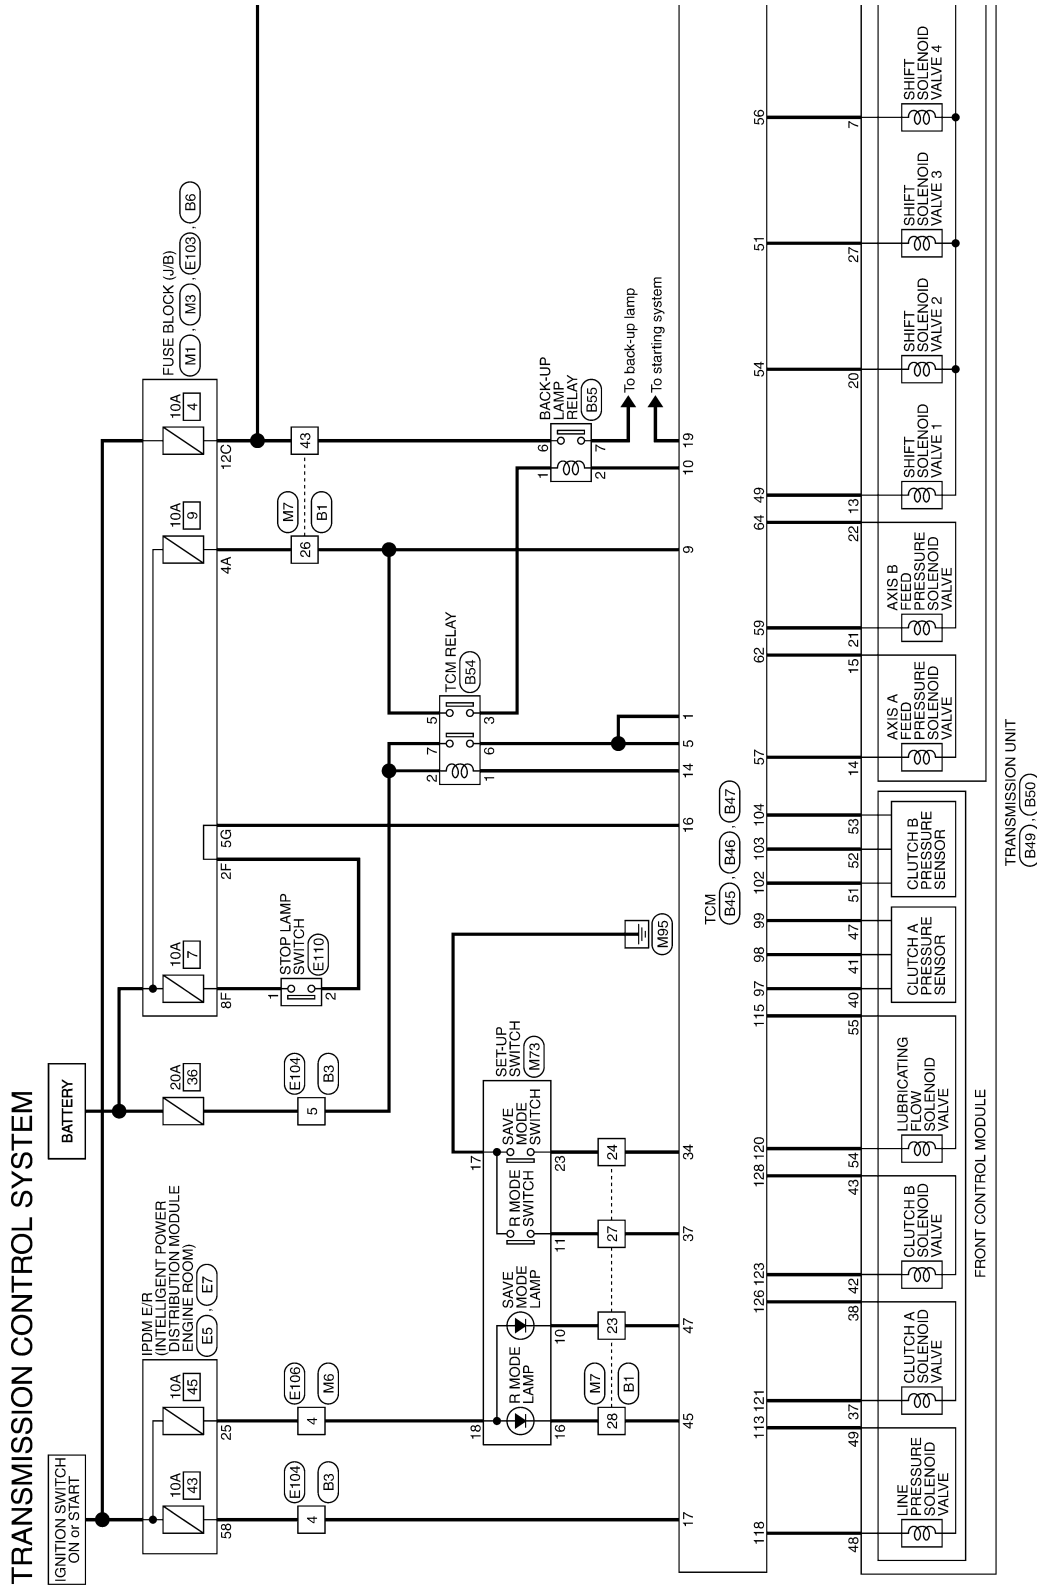 TRANSMISSION CONTROL SYSTEM
IGNITION SWITCH
ON or START
BATTERY
IPDM E/R
(INTELLIGENT POWER
DISTRIBUTION MODULE
ENGINE ROOM)
E5 , E7
FUSE BLOCK (J/B)
M1 , M3 , E103 , B6
10A
43
10A
45
20A
36
10A
7
10A
9
10A
4
58
25
8F
2F
5G
4A
12C
4
E104
B3
4
E106
M6
5
E104
B3
1
2
STOP LAMP
SWITCH
E110
26
M7
B1
43
SET-UP
SWITCH
M73
18
17
R MODE
LAMP
SAVE
MODE
LAMP
R MODE
SWITCH
SAVE
MODE
SWITCH
16
10
11
23
28
M7
B1
23
27
24
M95
TCM RELAY
B54
2
7
5
1
6
3
BACK-UP
LAMP
RELAY
B55
1
6
2
7
To back-up lamp
To starting system
17
45
47
37
34
16
14
5
1
9
10
19
TCM
B45 , B46 , B47
118
113
121
126
123
128
120
115
97
98
99
102
103
104
57
62
59
64
49
54
51
56
48
49
37
38
42
43
54
55
40
41
47
51
52
53
14
15
21
22
13
20
27
7
LINE
PRESSURE
SOLENOID
VALVE
CLUTCH A
SOLENOID
VALVE
CLUTCH B
SOLENOID
VALVE
LUBRICATING
FLOW
SOLENOID
VALVE
CLUTCH A
PRESSURE
SENSOR
CLUTCH B
PRESSURE
SENSOR
AXIS A
FEED
PRESSURE
SOLENOID
VALVE
AXIS B
FEED
PRESSURE
SOLENOID
VALVE
SHIFT
SOLENOID
VALVE 1
SHIFT
SOLENOID
VALVE 2
SHIFT
SOLENOID
VALVE 3
SHIFT
SOLENOID
VALVE 4
FRONT CONTROL MODULE
TRANSMISSION UNIT
B49 , B50